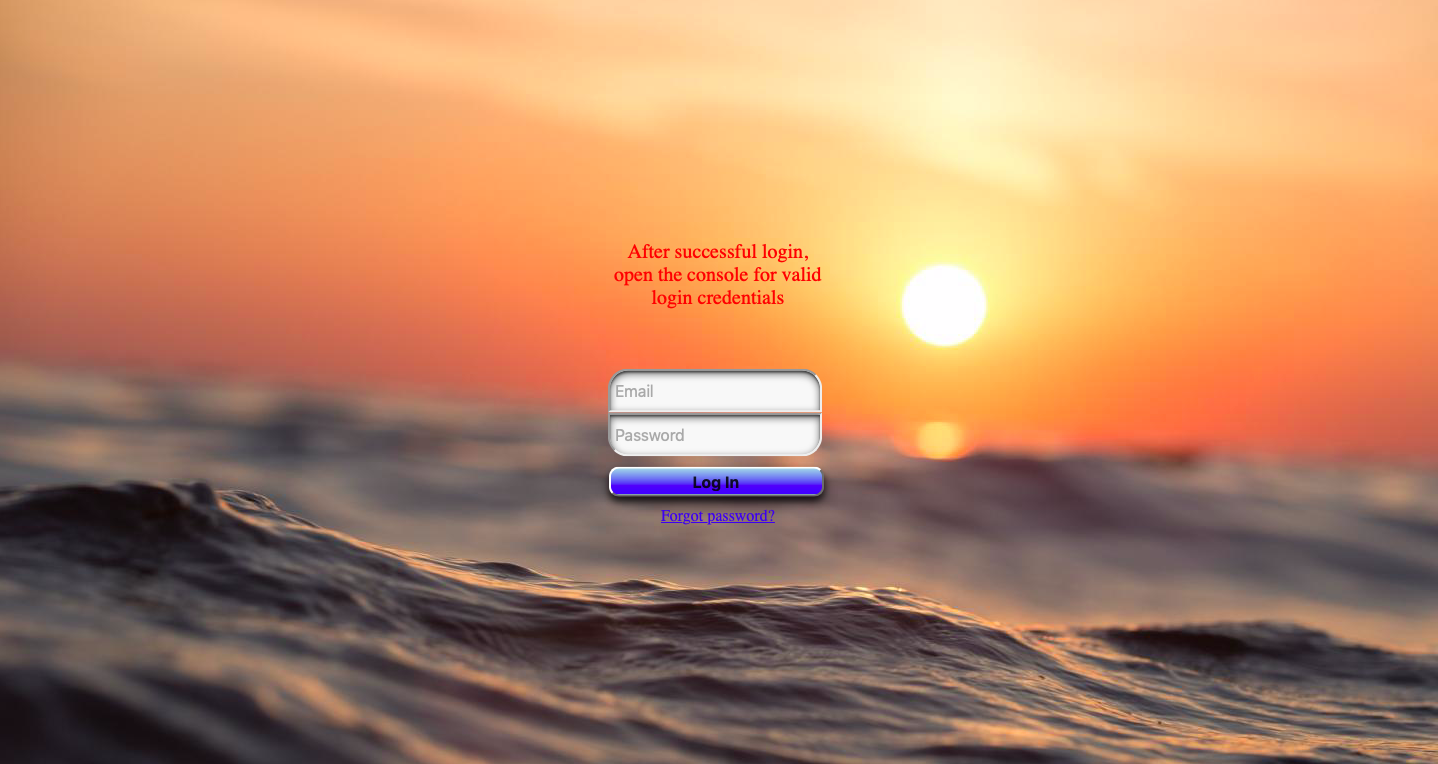 After successful login,
open the console for valid
login credentials
Email
Password
Log In
Forgot password?